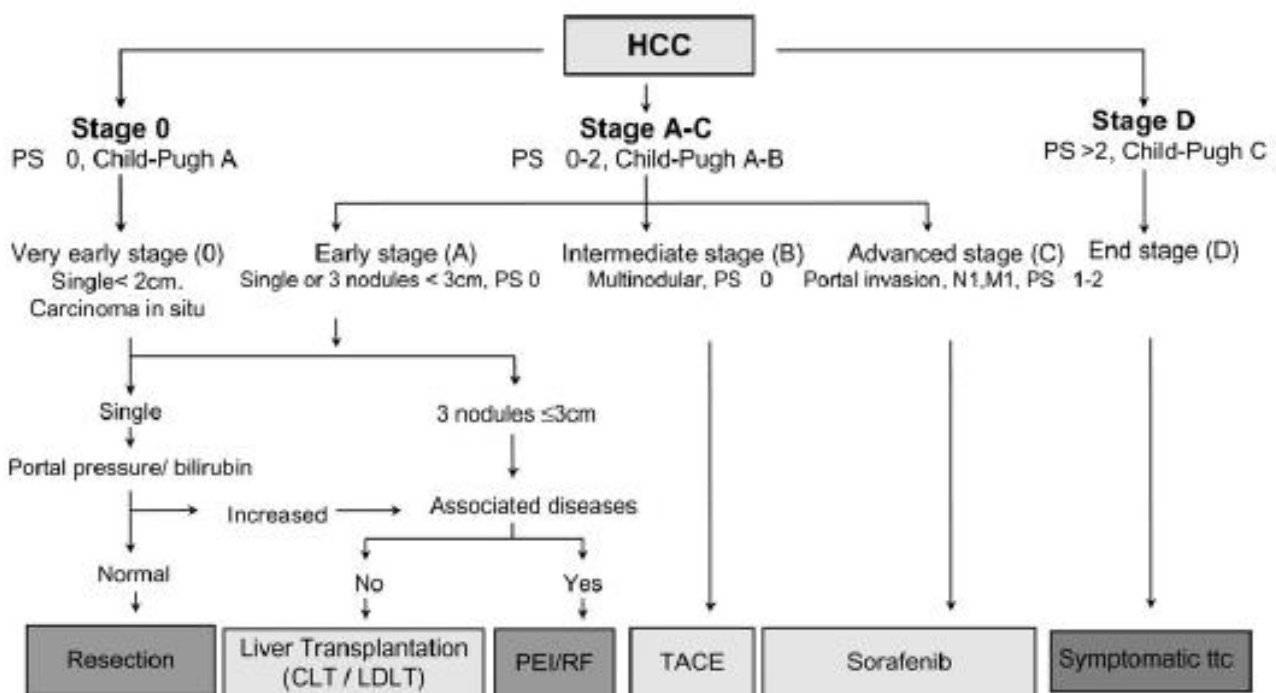 HCC
Stage 0
PS 0, Child-Pugh A
Stage A-C
PS 0-2, Child-Pugh A-B
Stage D
PS >2, Child-Pugh C
Very early stage (0)
Single< 2cm.
Carcinoma in situ
Early stage (A)
Single or 3 nodules < 3cm, PS 0
Intermediate stage (B)
Multinodular, PS 0
Advanced stage (C)
Portal invasion, N1,M1, PS 1-2
End stage (D)
Single
3 nodules ≤3cm
Portal pressure/ bilirubin
Increased
Associated diseases
Normal
No
Yes
Resection
Liver Transplantation
(CLT / LDLT)
PEI/RF
TACE
Sorafenib
Symptomatic ttc